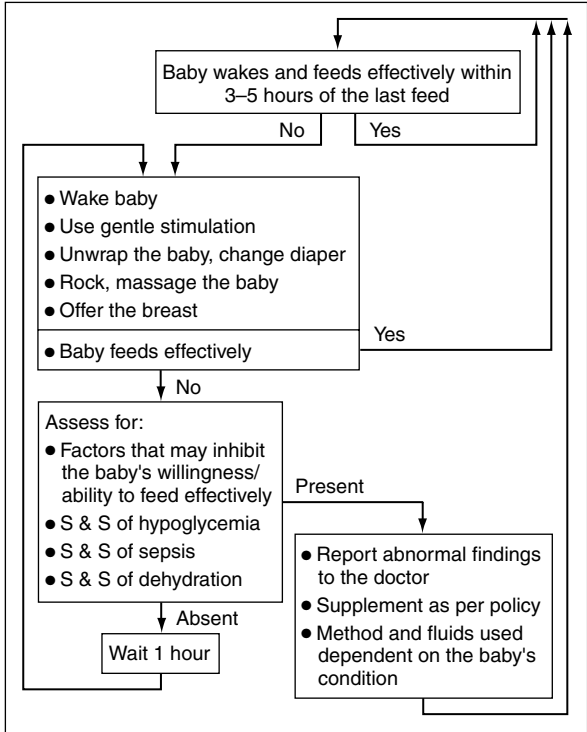 Baby wakes and feeds effectively within
3–5 hours of the last feed
No
Yes
● Wake baby
● Use gentle stimulation
● Unwrap the baby, change diaper
● Rock, massage the baby
● Offer the breast
● Baby feeds effectively
Yes
No
Assess for:
● Factors that may inhibit
the baby's willingness/
ability to feed effectively
● S & S of hypoglycemia
● S & S of sepsis
● S & S of dehydration
Present
Absent
Wait 1 hour
● Report abnormal findings
to the doctor
● Supplement as per policy
● Method and fluids used
dependent on the baby's
condition